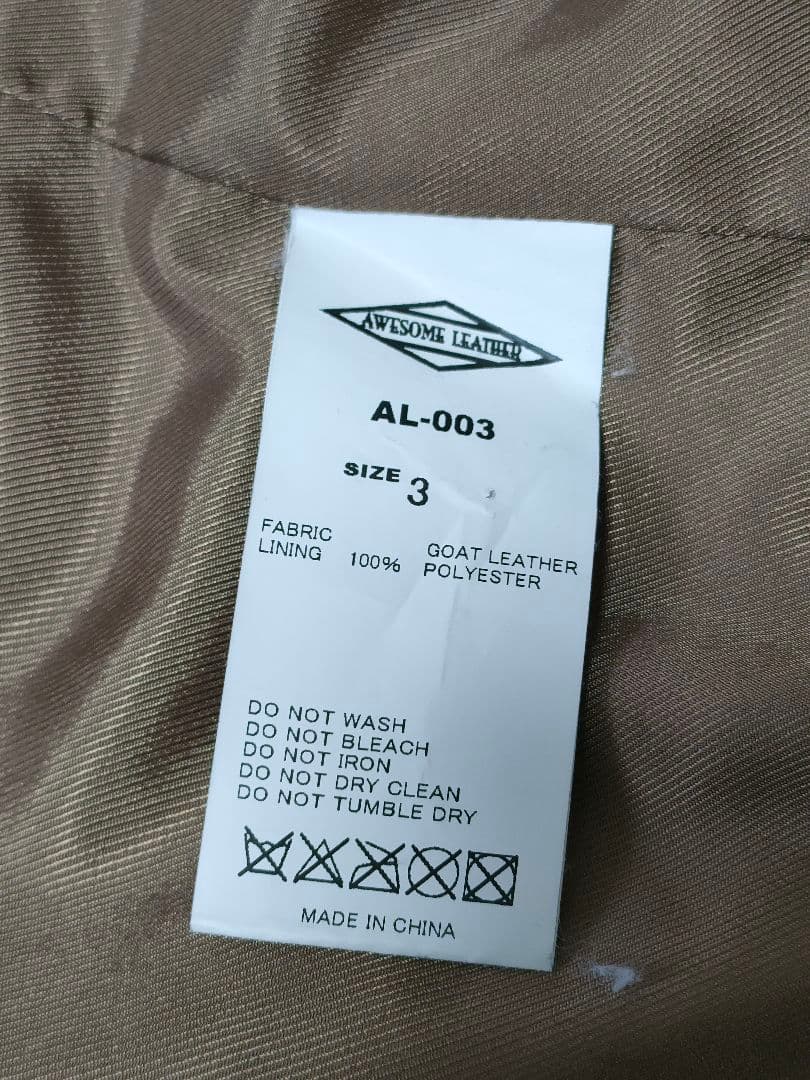 AWESOME LEATHER
AL-003
SIZE 3
FABRIC GOAT LEATHER
LINING 100% POLYESTER
DO NOT WASH
DO NOT BLEACH
DO NOT IRON
DO NOT DRY CLEAN
DO NOT TUMBLE DRY
MADE IN CHINA